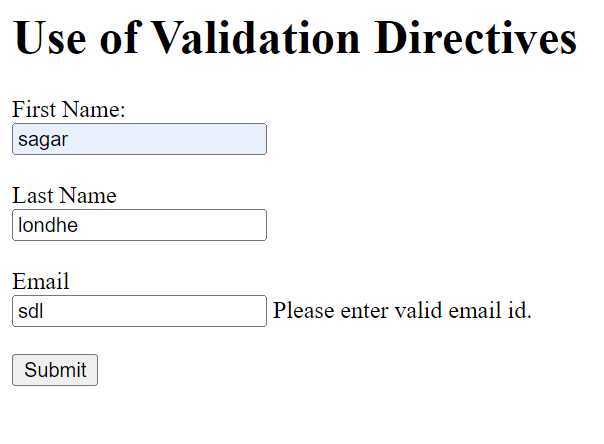 Use of Validation Directives
First Name:
sagar
Last Name
londhe
Email
sdl Please enter valid email id.
Submit